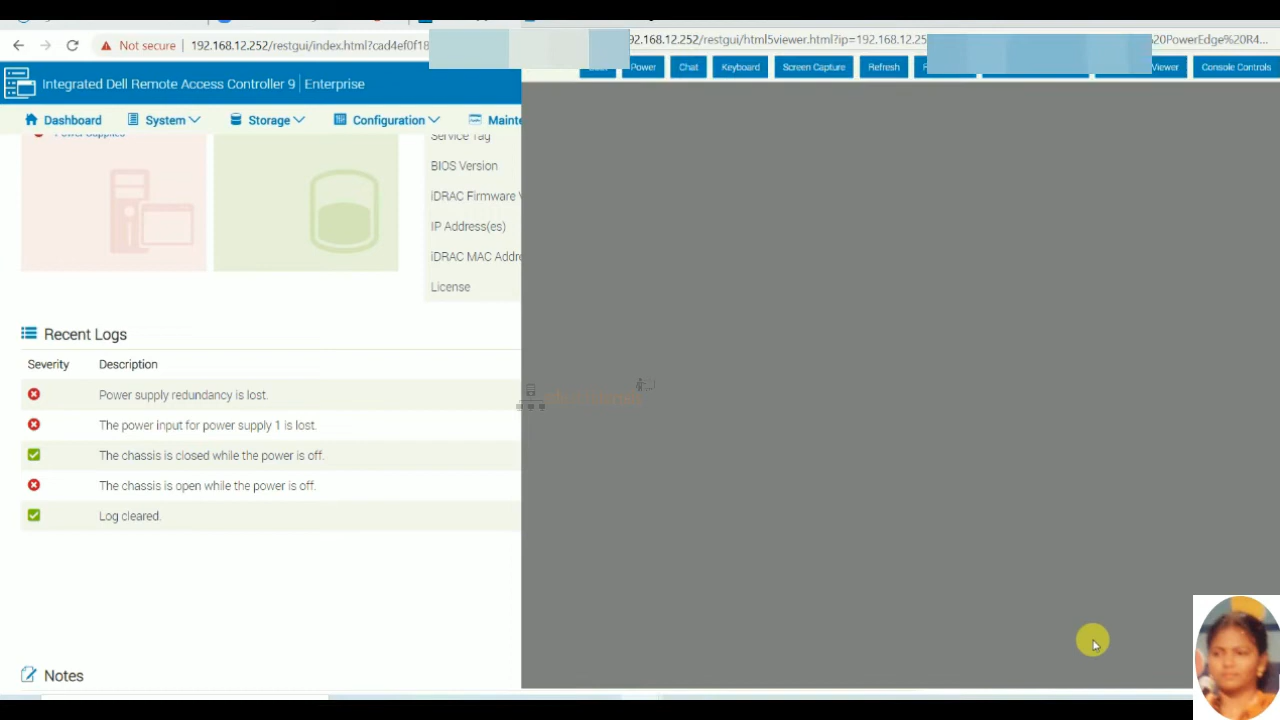 Not secure 192.168.12.252/restgui/index.html?cad4ef0f18
92.168.12.252/restgui/html5viewer.html?ip=192.168.12.25
20PowerEdge%20R4...
Integrated Dell Remote Access Controller 9 | Enterprise
Power Chat Keyboard Screen Capture Refresh Viewer Console Controls
Dashboard System Storage Configuration Mainte
Power Supplies
Service Tag
BIOS Version
iDRAC Firmware V
IP Address(es)
iDRAC MAC Addre
License
Recent Logs
Severity Description
Power supply redundancy is lost.
The power input for power supply 1 is lost.
The chassis is closed while the power is off.
The chassis is open while the power is off.
Log cleared.
Notes